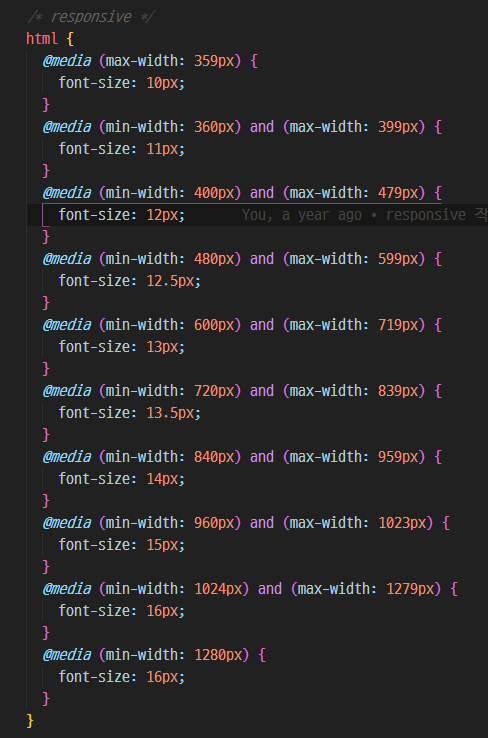 /* responsive */
html {
@media (max-width: 359px) {
font-size: 10px;
}
@media (min-width: 360px) and (max-width: 399px) {
font-size: 11px;
}
@media (min-width: 400px) and (max-width: 479px) {
font-size: 12px; You, a year ago • responsive 작
}
@media (min-width: 480px) and (max-width: 599px) {
font-size: 12.5px;
}
@media (min-width: 600px) and (max-width: 719px) {
font-size: 13px;
}
@media (min-width: 720px) and (max-width: 839px) {
font-size: 13.5px;
}
@media (min-width: 840px) and (max-width: 959px) {
font-size: 14px;
}
@media (min-width: 960px) and (max-width: 1023px) {
font-size: 15px;
}
@media (min-width: 1024px) and (max-width: 1279px) {
font-size: 16px;
}
@media (min-width: 1280px) {
font-size: 16px;
}
}